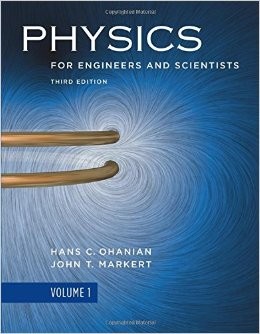 PHYSICS
FOR ENGINEERS AND SCIENTISTS
THIRD EDITION
HANS C. OHANIAN
JOHN T. MARKERT
VOLUME 1